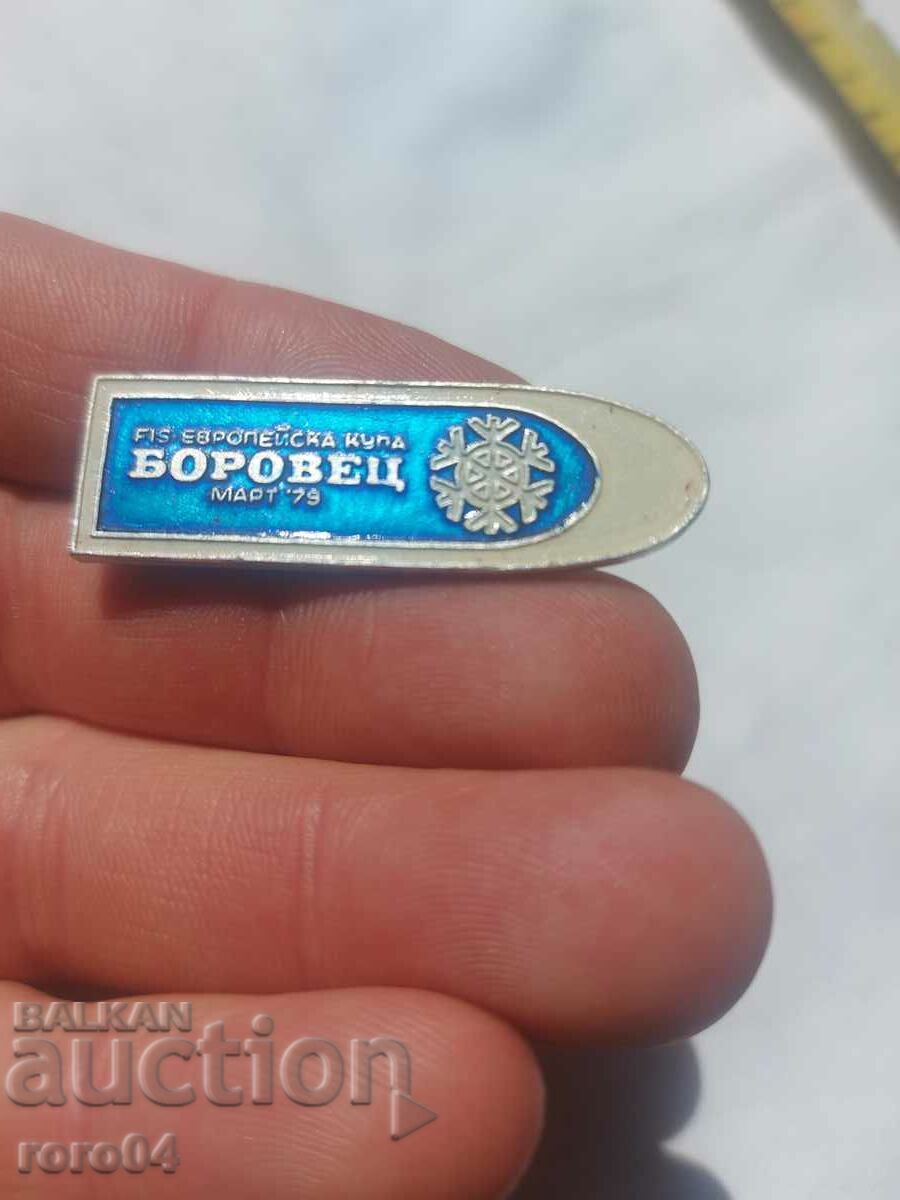 FIS ЕВРОПЕЙСКА КУПА
БОРОВЕЦ
МАРТ '79
BALKAN
auction
roro04